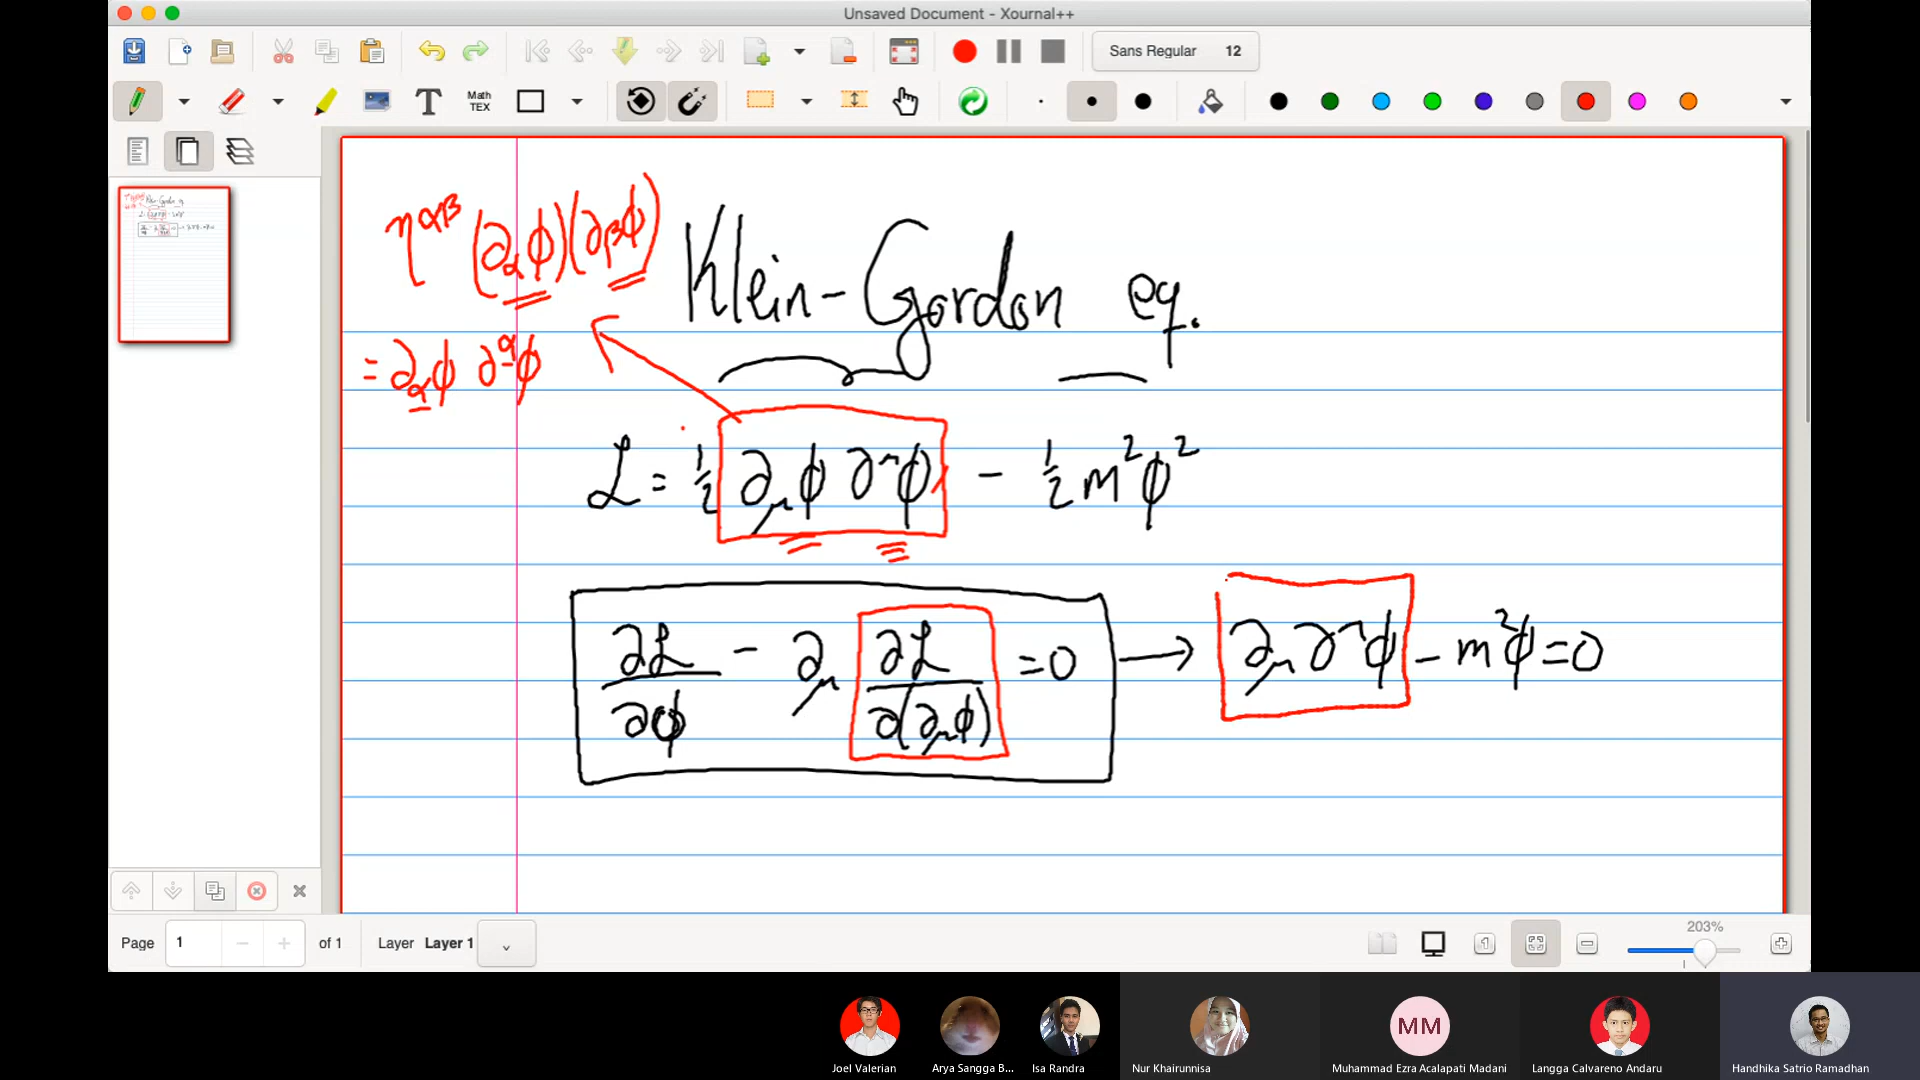 Unsaved Document - Xournal++
Sans Regular 12
Math TEX
η^{αβ} (∂_α ϕ)(∂_β ϕ)
= ∂_α ϕ ∂^α ϕ
Klein-Gordon eq.
ℒ = 1/2 ∂_μ ϕ ∂^μ ϕ - 1/2 m² ϕ²
∂ℒ/∂ϕ - ∂_μ ∂ℒ/∂(∂_μ ϕ) = 0 → ∂_μ ∂^μ ϕ - m² ϕ = 0
Page 1 of 1 Layer Layer 1
203%
MM
Joel Valerian
Arya Sangga B...
Isa Randra
Nur Khairunnisa
Muhammad Ezra Acalapati Madani
Langga Calvareno Andaru
Handhika Satrio Ramadhan